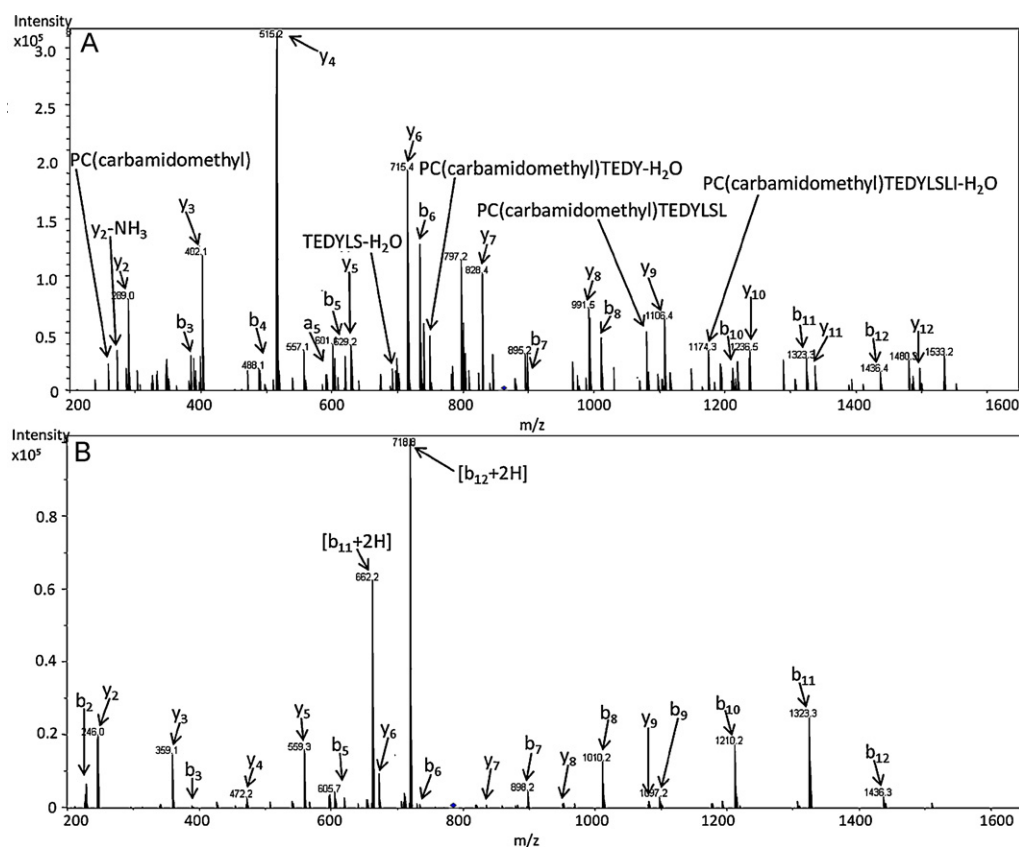 Intensity
x10⁵
A
3.0
2.5
2.0
1.5
1.0
0.5
0
515.2
y₄
PC(carbamidomethyl)
y₂-NH₃
y₂
289.0
y₃
402.1
b₃
b₄
488.1
557.1
TEDYLS-H₂O
y₅
b₅
a₅
601.
629.2
y₆
715.4
b₆
PC(carbamidomethyl)TEDY-H₂O
797.2
y₇
828.4
895.2
b₇
PC(carbamidomethyl)TEDYLSL
y₈
991.5
b₈
y₉
1106.4
PC(carbamidomethyl)TEDYLSLI-H₂O
1174.3
b₁₀
y₁₀
1236.5
b₁₁
1323.3
y₁₁
b₁₂
1436.4
y₁₂
1480.5
1533.2
200 400 600 800 1000 1200 1400 1600
m/z
Intensity
x10⁵
B
0.8
0.6
0.4
0.2
0
718.8
[b₁₂+2H]
[b₁₁+2H]
662.2
b₂
y₂
246.0
y₃
359.1
b₃
y₄
472.2
y₅
559.3
b₅
605.7
y₆
b₆
y₇
b₇
898.2
y₈
b₈
1010.2
y₉
b₉
1097.2
b₁₀
1210.2
b₁₁
1323.3
b₁₂
1436.3
200 400 600 800 1000 1200 1400 1600
m/z